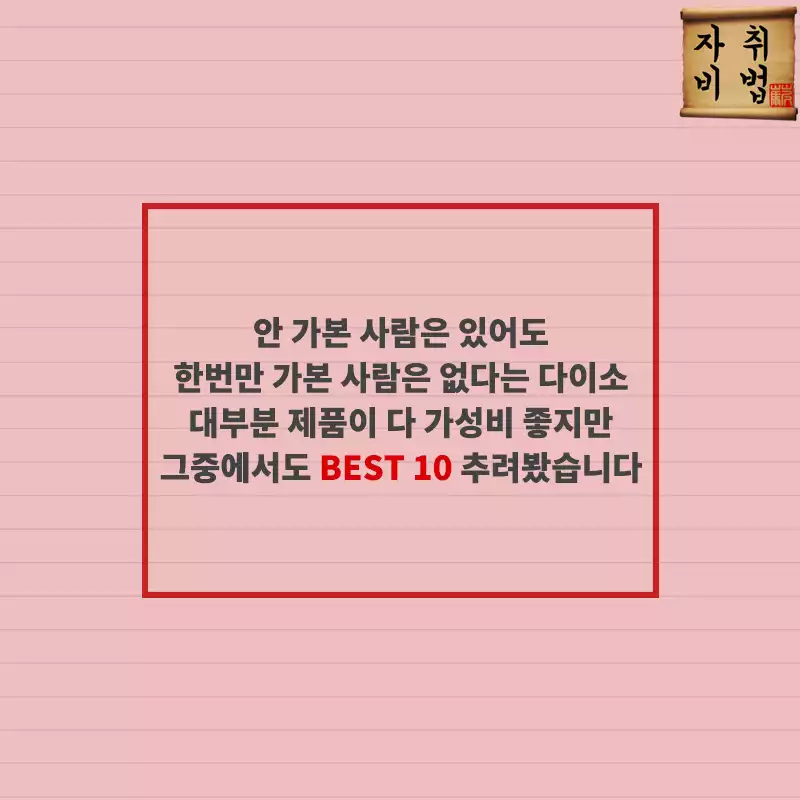 자취
비법
안 가본 사람은 있어도
한번만 가본 사람은 없다는 다이소
대부분 제품이 다 가성비 좋지만
그중에서도 BEST 10 추려봤습니다